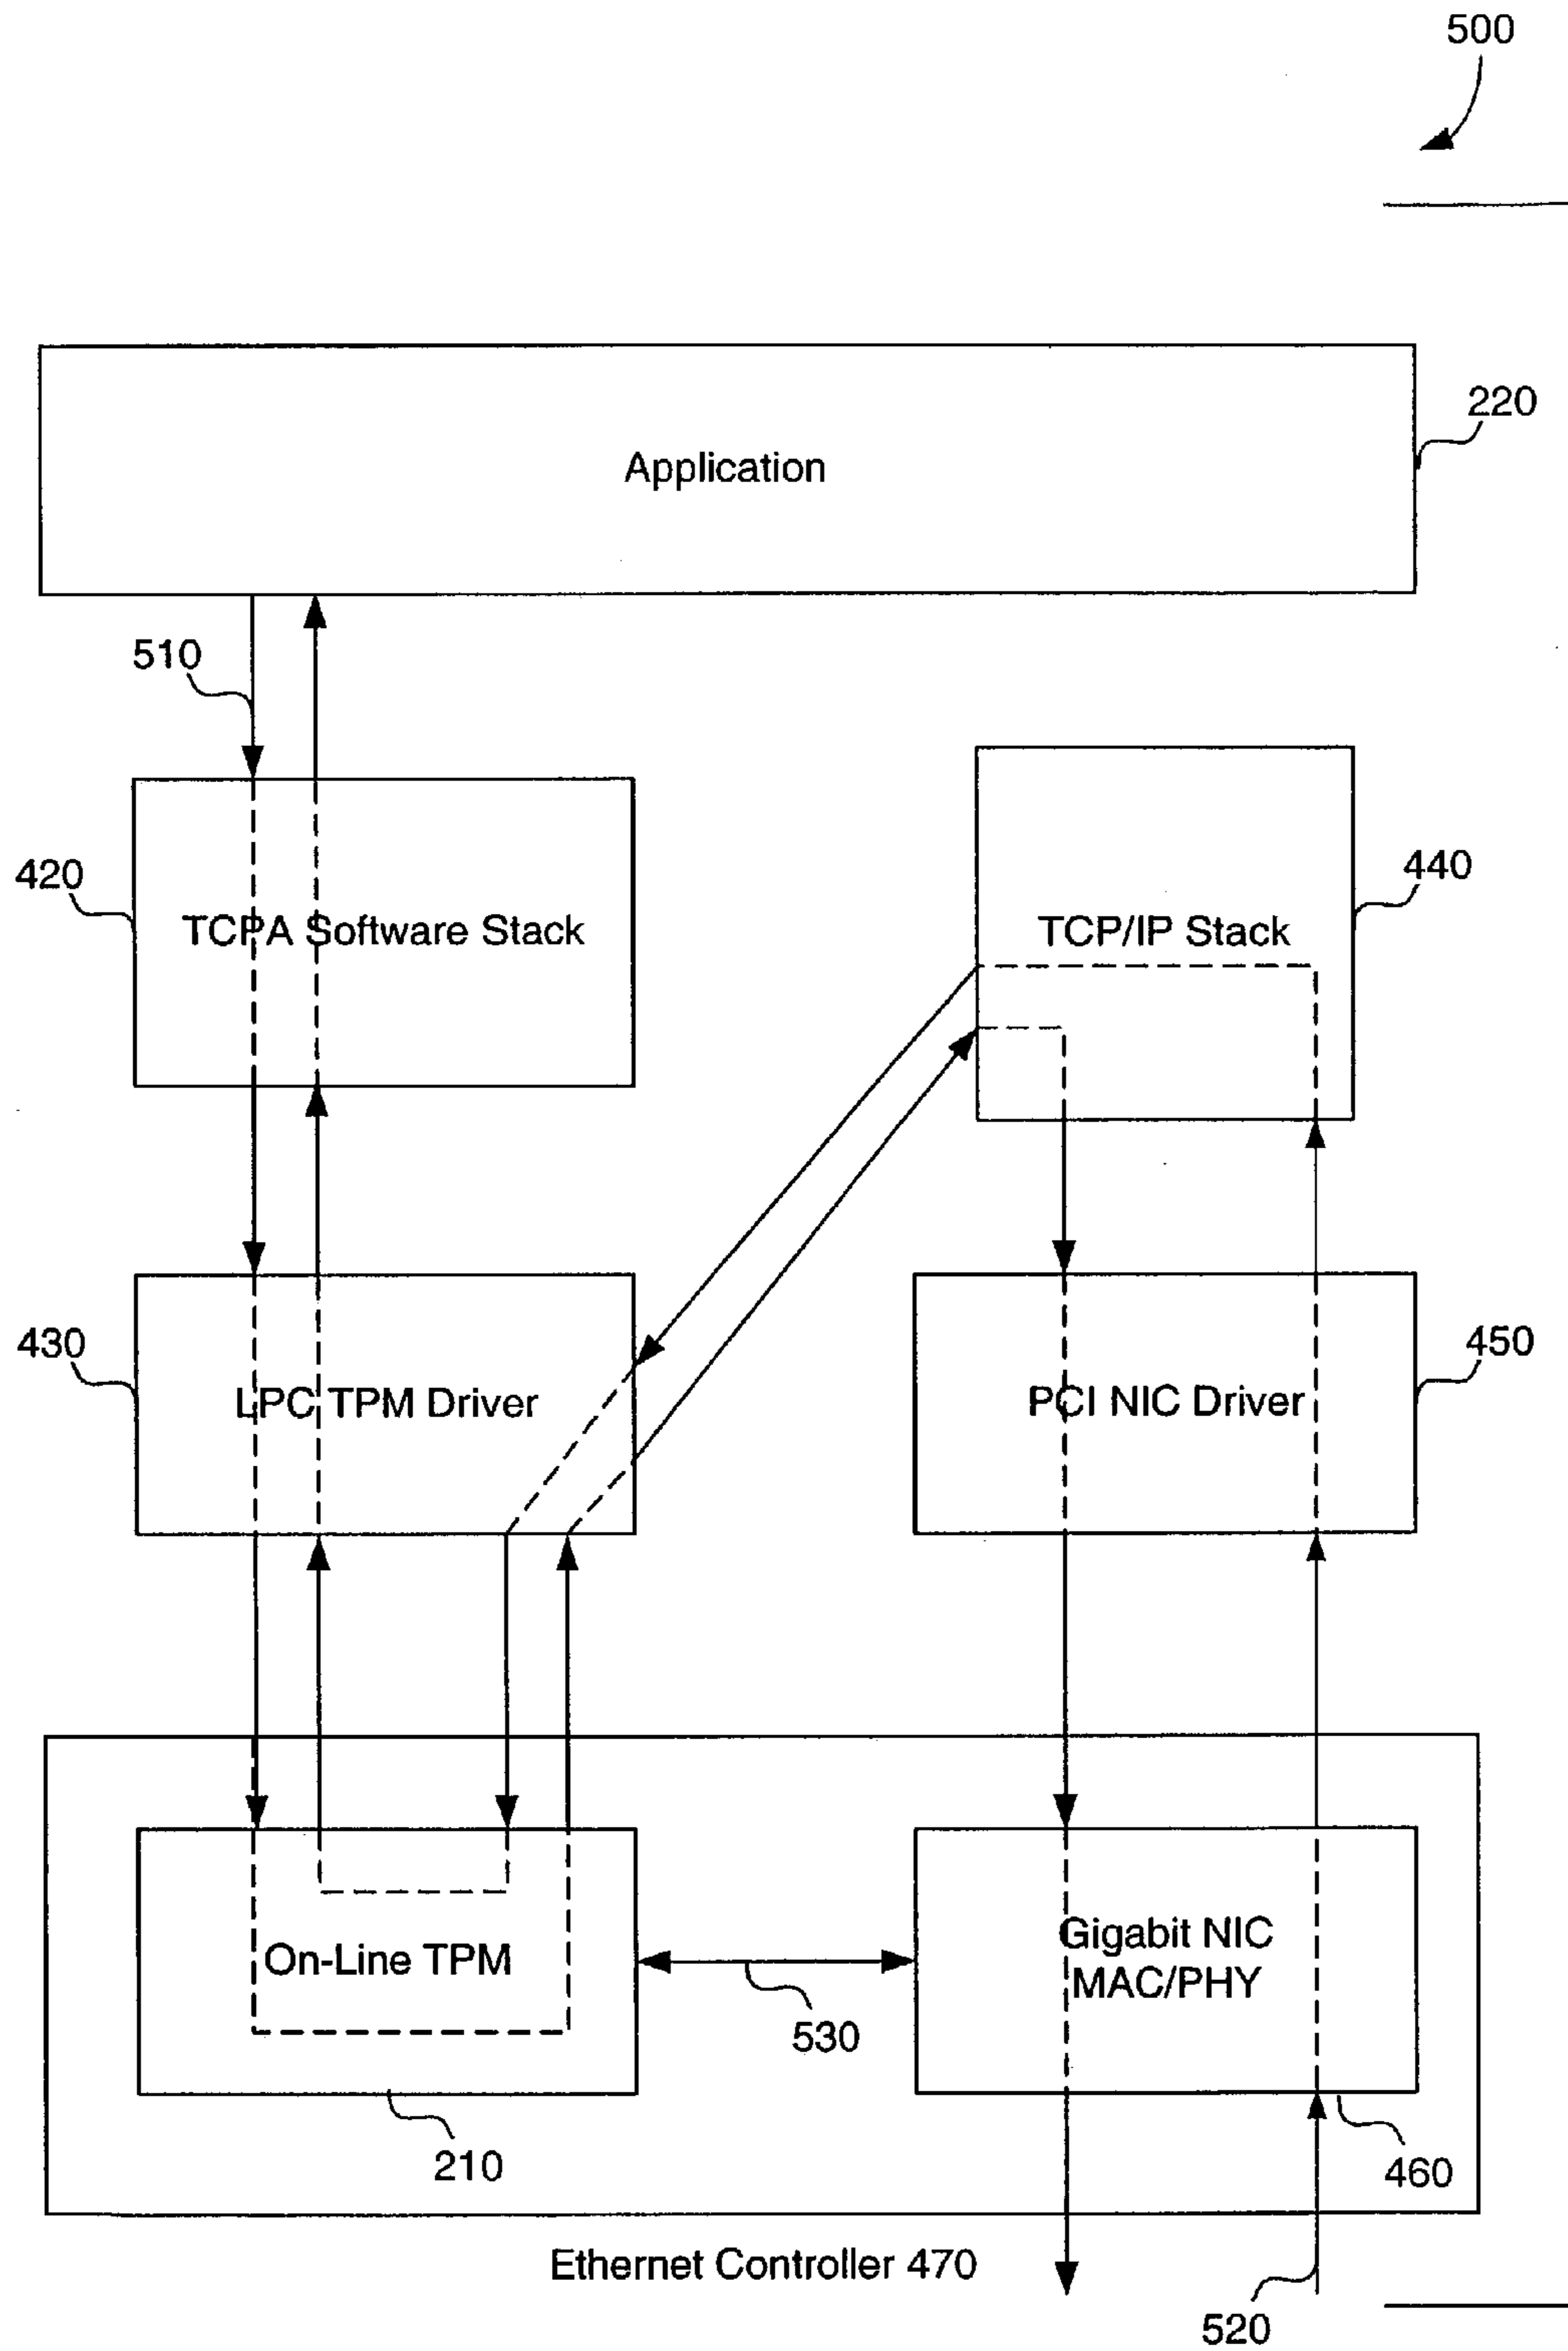 500
Application
220
510
420
TCPA Software Stack
TCP/IP Stack
440
430
LPC TPM Driver
PCI NIC Driver
450
On-Line TPM
Gigabit NIC
MAC/PHY
530
210
460
Ethernet Controller 470
520